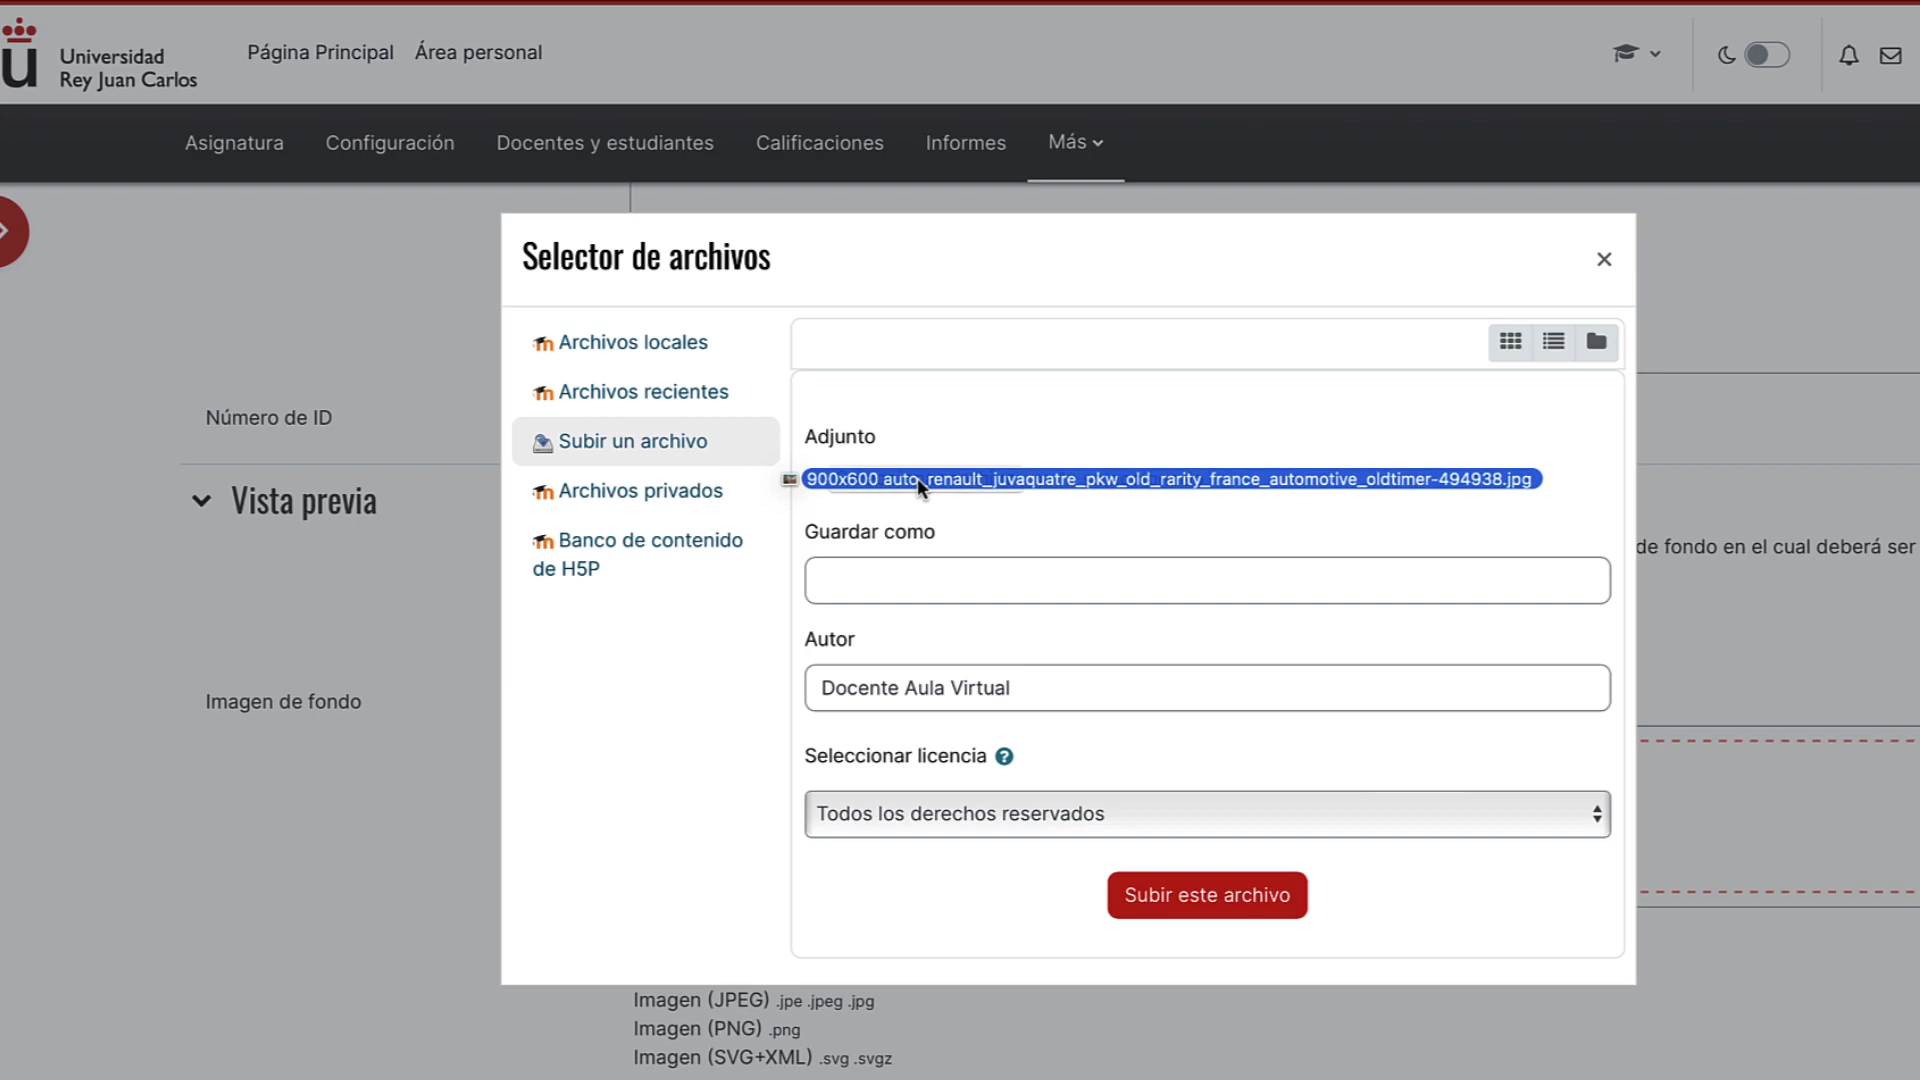 Universidad
Rey Juan Carlos
Página Principal
Área personal
Asignatura
Configuración
Docentes y estudiantes
Calificaciones
Informes
Más
Selector de archivos
Archivos locales
Archivos recientes
Subir un archivo
Archivos privados
Banco de contenido
de H5P
Adjunto
900x600 auto_renault_juvaquatre_pkw_old_rarity_france_automotive_oldtimer-494938.jpg
Guardar como
Autor
Docente Aula Virtual
Seleccionar licencia
Todos los derechos reservados
Subir este archivo
Número de ID
Vista previa
de fondo en el cual deberá ser
Imagen de fondo
Imagen (JPEG) .jpe .jpeg .jpg
Imagen (PNG) .png
Imagen (SVG+XML) .svg .svgz